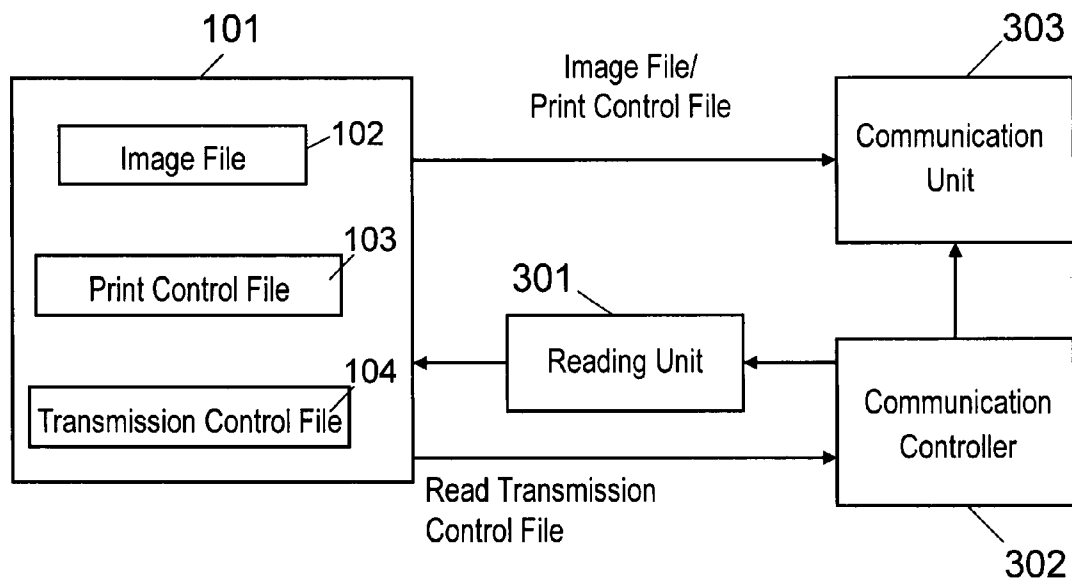 101
303
Image File/
Print Control File
Image File
102
Communication
Unit
103
Print Control File
301
Reading Unit
104
Transmission Control File
Communication
Controller
Read Transmission
Control File
302